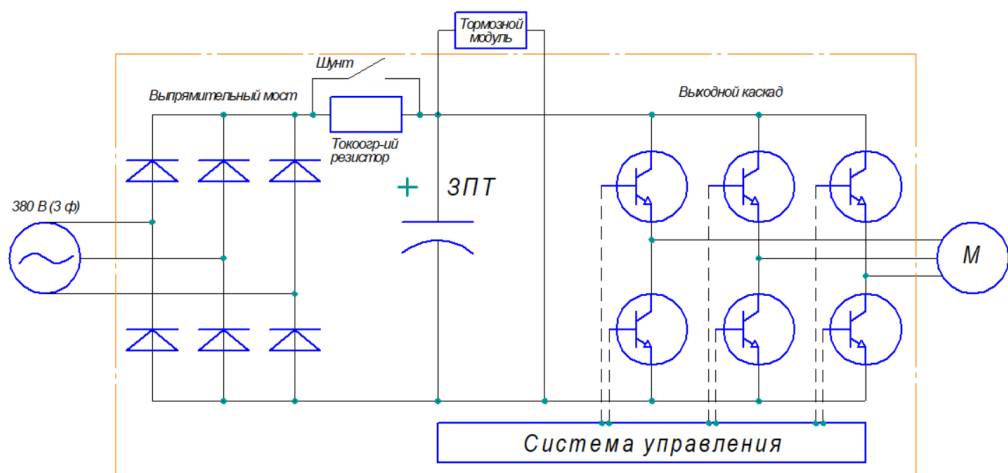 Тормозной
модуль
Шунт
Выпрямительный мост
Выходной каскад
Токоогр-ий
резистор
+ ЗПТ
380 В (3 ф)
М
Система управления